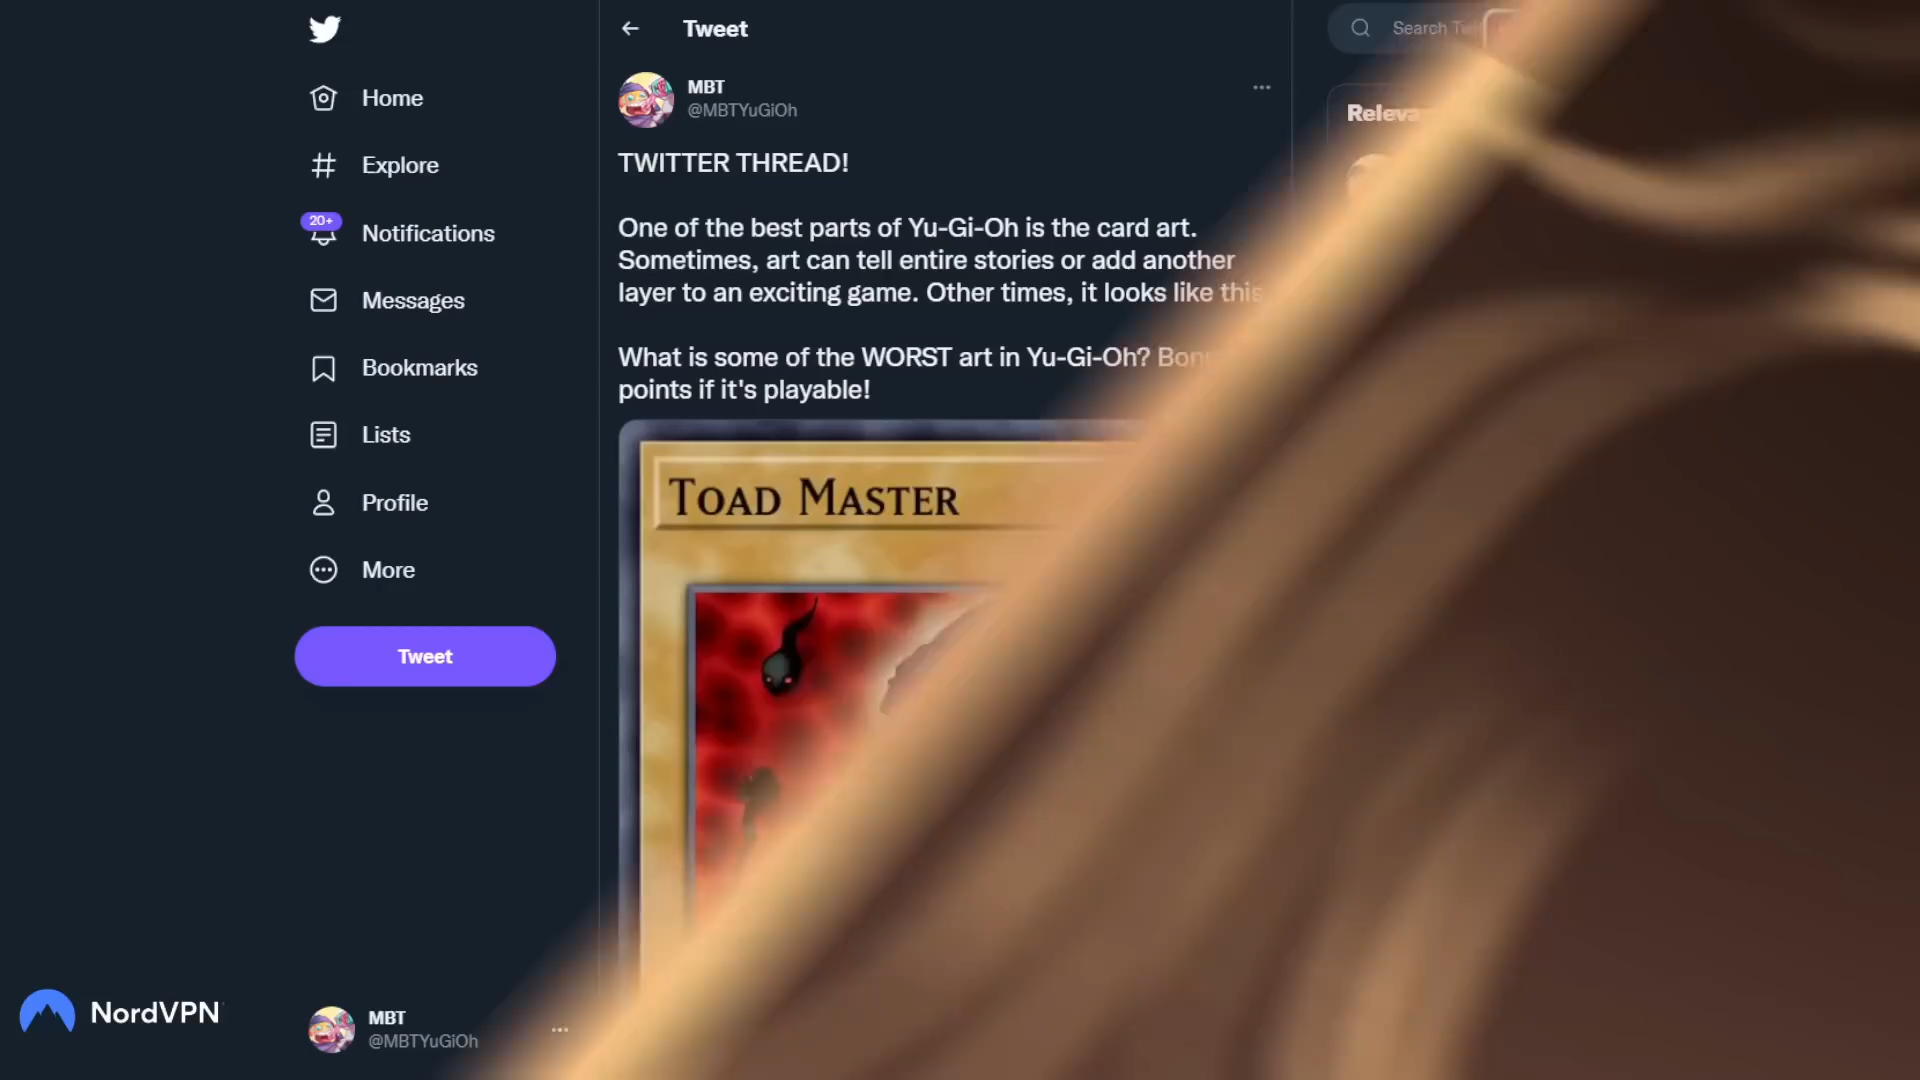 Tweet
Search
Home
Explore
20+
Notifications
Messages
Bookmarks
Lists
Profile
More
Tweet
MBT
@MBTYuGiOh
TWITTER THREAD!
One of the best parts of Yu-Gi-Oh is the card art.
Sometimes, art can tell entire stories or add another
layer to an exciting game. Other times, it looks like this
What is some of the WORST art in Yu-Gi-Oh?
points if it's playable!
TOAD MASTER
NordVPN
MBT
@MBTYuGiOh